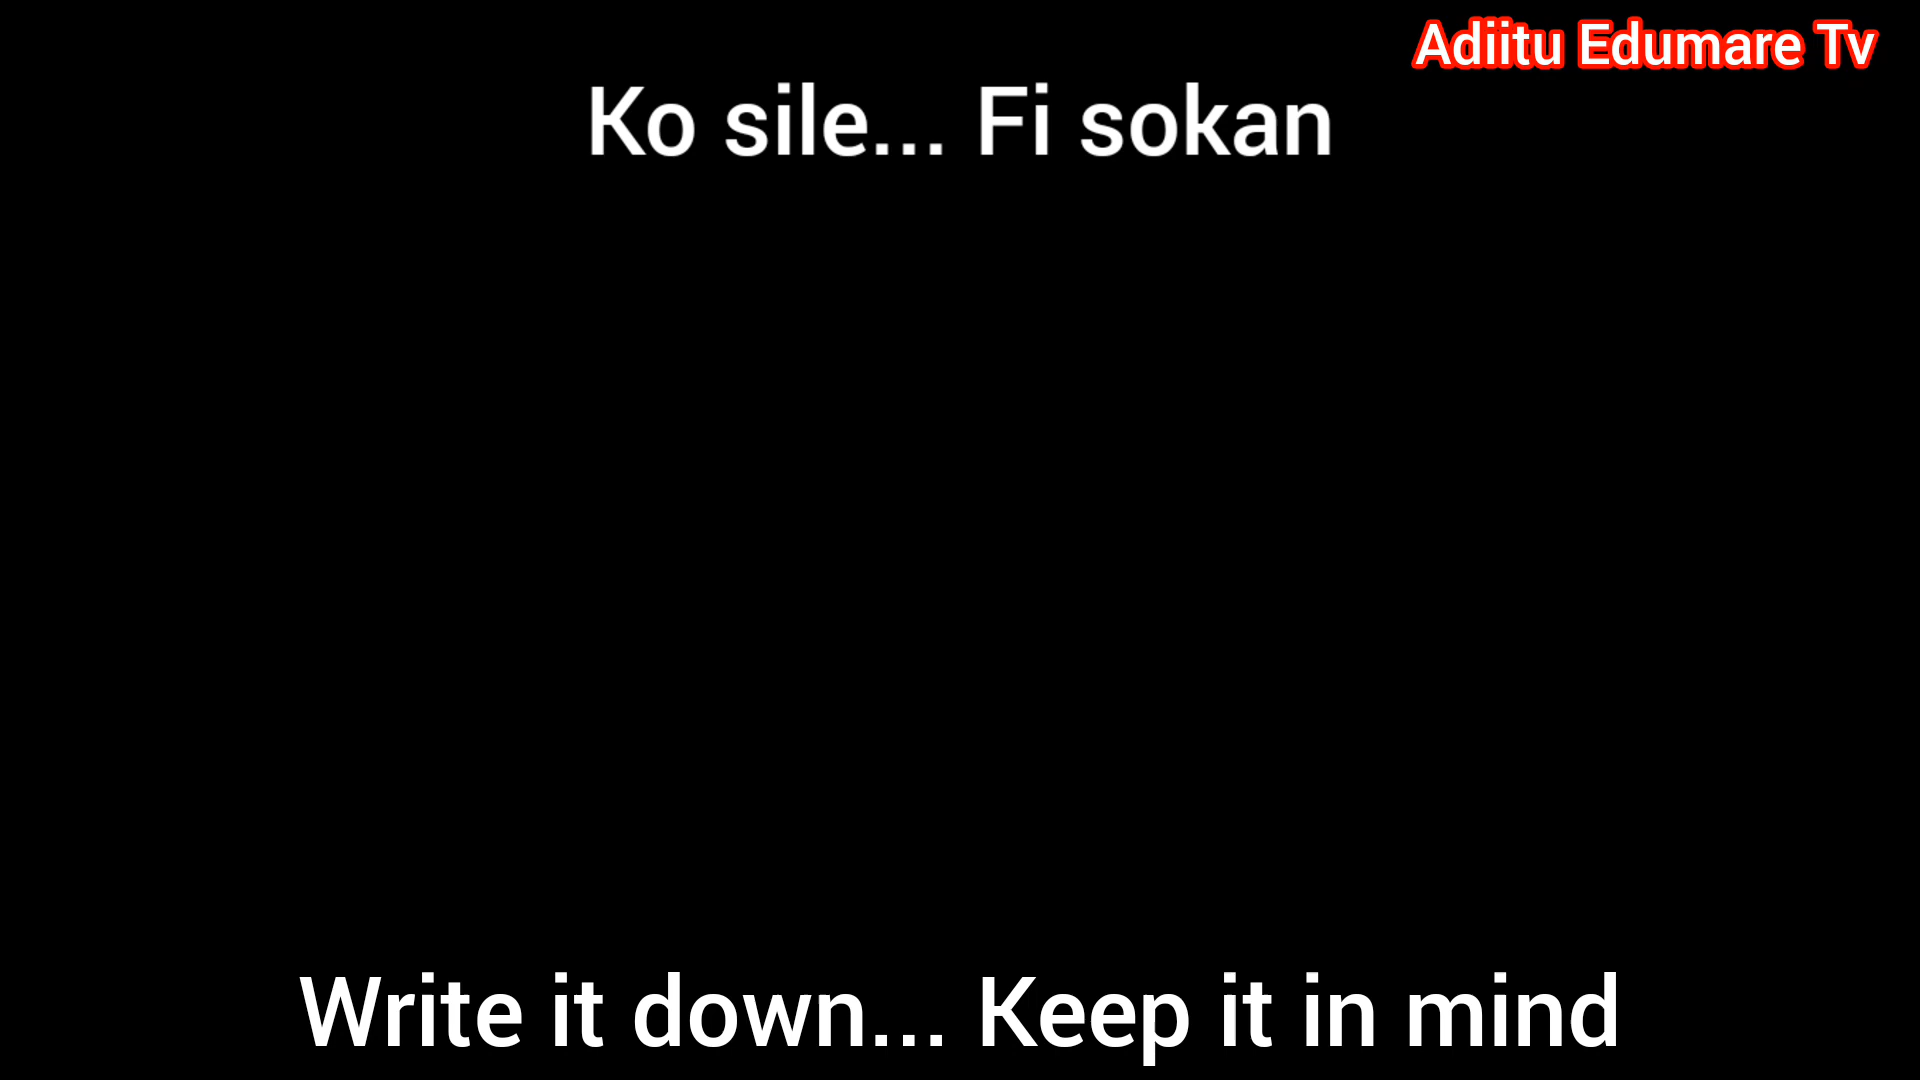 Adiitu Edumare Tv
Ko sile... Fi sokan
Write it down... Keep it in mind